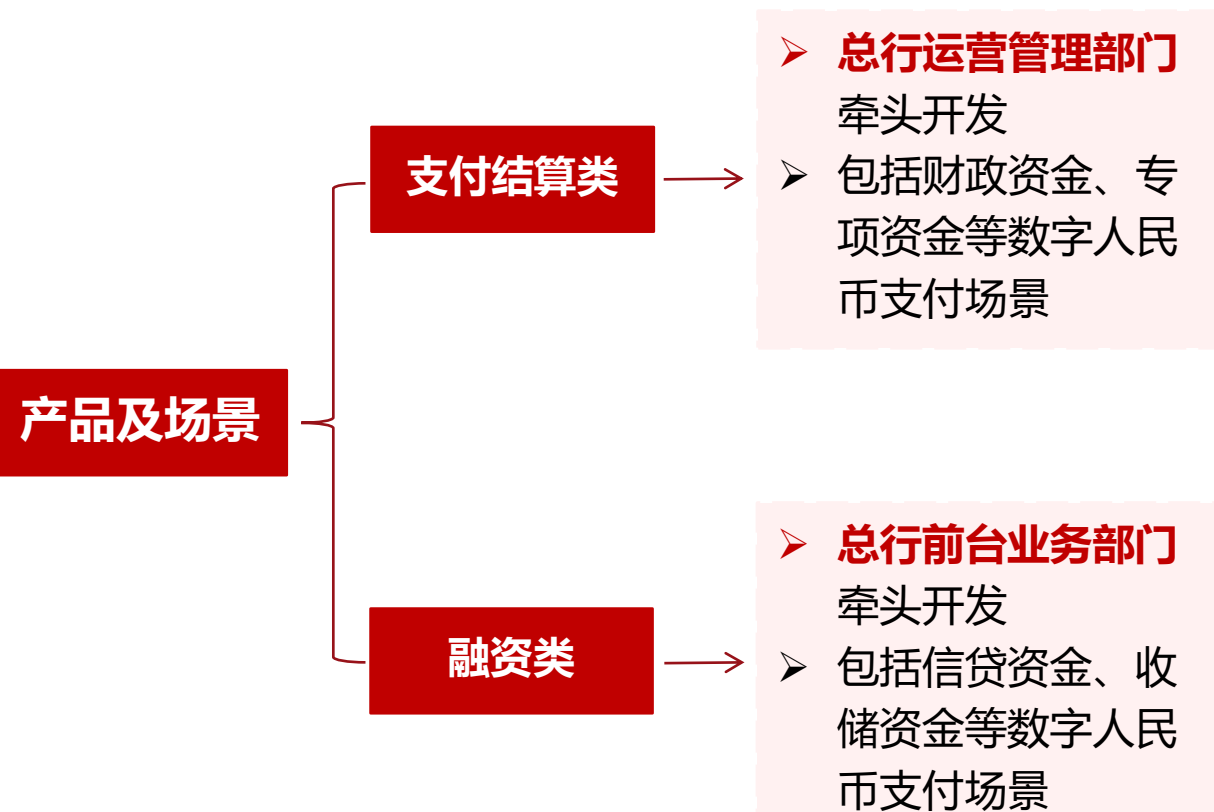 产品及场景
支付结算类
➢ 总行运营管理部门
牵头开发
➢ 包括财政资金、专
项资金等数字人民
币支付场景
融资类
➢ 总行前台业务部门
牵头开发
➢ 包括信贷资金、收
储资金等数字人民
币支付场景